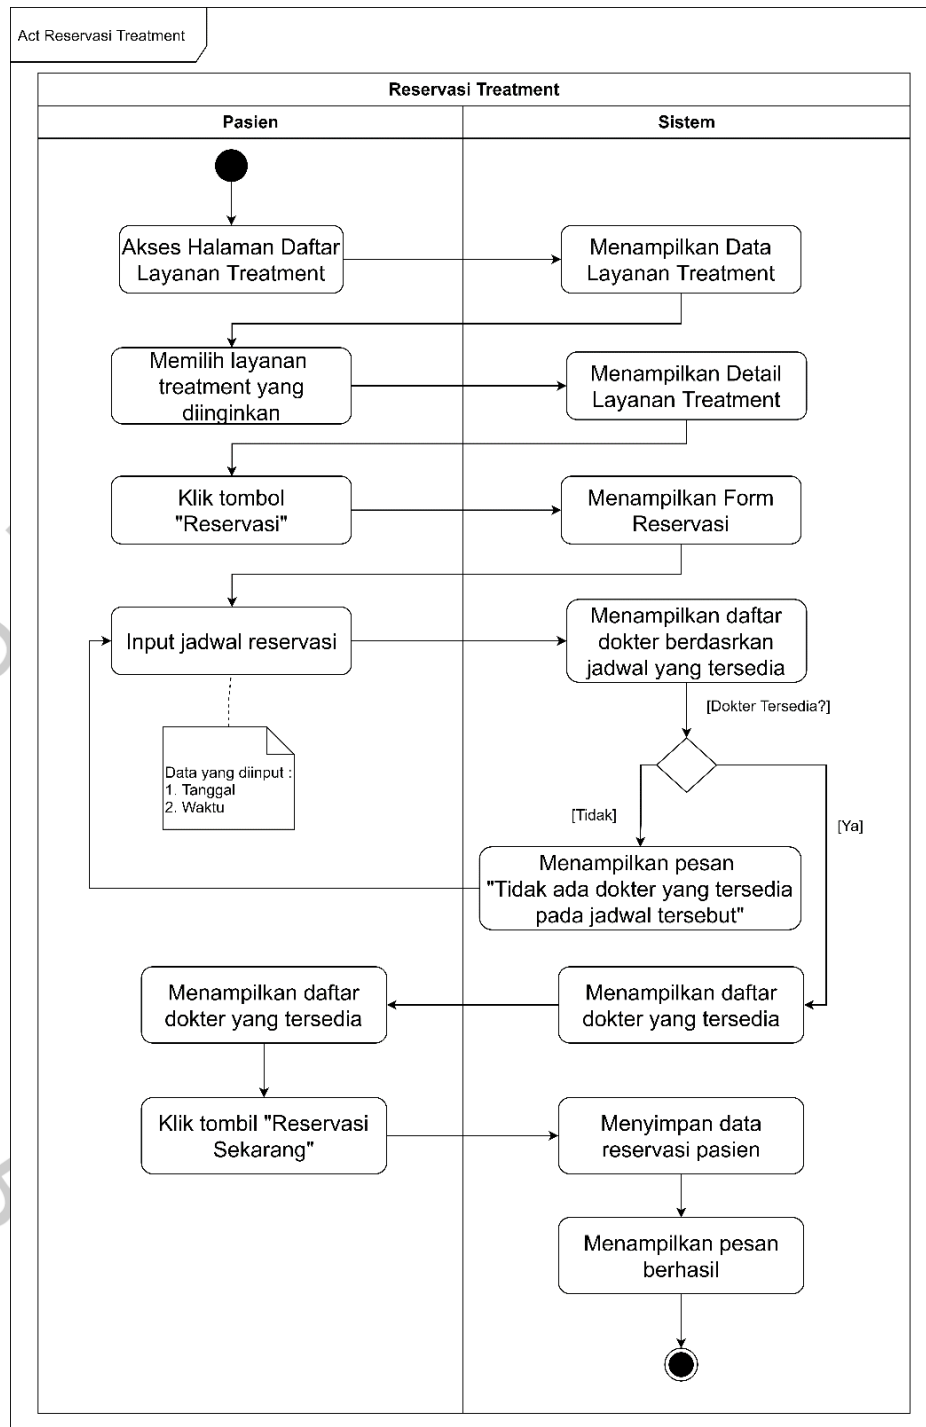 Act Reservasi Treatment
Reservasi Treatment
Pasien
Sistem
Akses Halaman Daftar
Layanan Treatment
Menampilkan Data
Layanan Treatment
Memilih layanan
treatment yang
diinginkan
Menampilkan Detail
Layanan Treatment
Klik tombol
"Reservasi"
Menampilkan Form
Reservasi
Input jadwal reservasi
Menampilkan daftar
dokter berdasrkan
jadwal yang tersedia
[Dokter Tersedia?]
Data yang diinput :
1. Tanggal
2. Waktu
[Tidak]
[Ya]
Menampilkan pesan
"Tidak ada dokter yang tersedia
pada jadwal tersebut"
Menampilkan daftar
dokter yang tersedia
Menampilkan daftar
dokter yang tersedia
Klik tombil "Reservasi
Sekarang"
Menyimpan data
reservasi pasien
Menampilkan pesan
berhasil